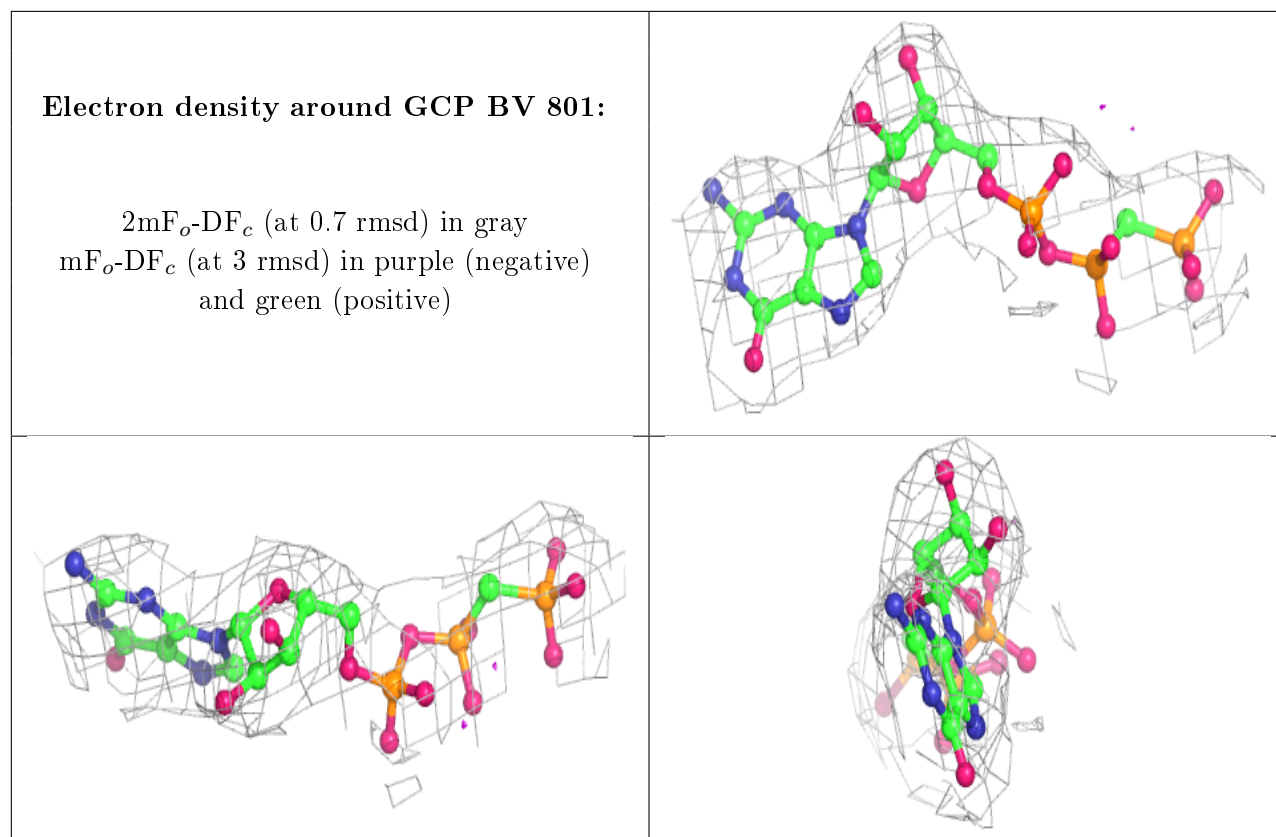 Electron density around GCP BV 801:
2mFo-DFc (at 0.7 rmsd) in gray
mFo-DFc (at 3 rmsd) in purple (negative)
and green (positive)